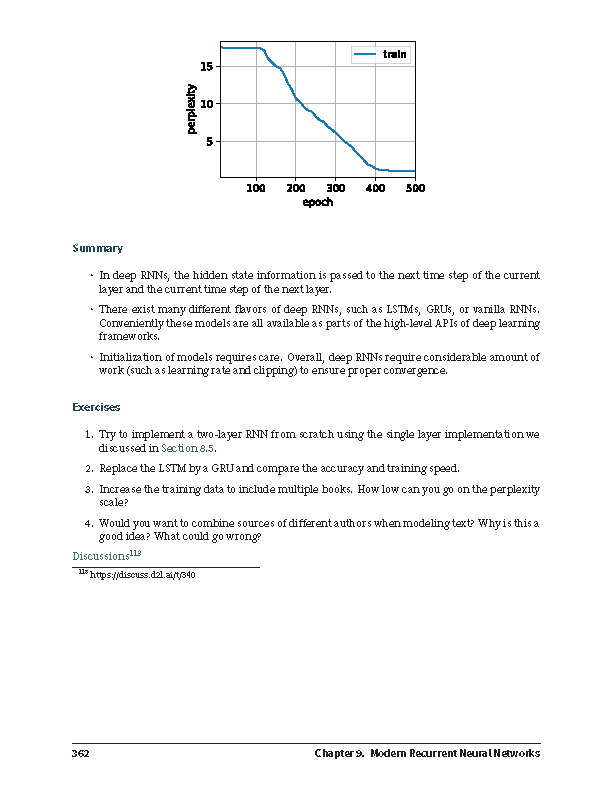 train
15
10
5
perplexity
100 200 300 400 500
epoch
Summary
• In deep RNNs, the hidden state information is passed to the next time step of the current
layer and the current time step of the next layer.
• There exist many different flavors of deep RNNs, such as LSTMs, GRUs, or vanilla RNNs.
Conveniently these models are all available as parts of the high-level APIs of deep learning
frameworks.
• Initialization of models requires care. Overall, deep RNNs require considerable amount of
work (such as learning rate and clipping) to ensure proper convergence.
Exercises
1. Try to implement a two-layer RNN from scratch using the single layer implementation we
discussed in Section 8.5.
2. Replace the LSTM by a GRU and compare the accuracy and training speed.
3. Increase the training data to include multiple books. How low can you go on the perplexity
scale?
4. Would you want to combine sources of different authors when modeling text? Why is this a
good idea? What could go wrong?
Discussions113
113 https://discuss.d2l.ai/t/340
362 Chapter 9. Modern Recurrent Neural Networks